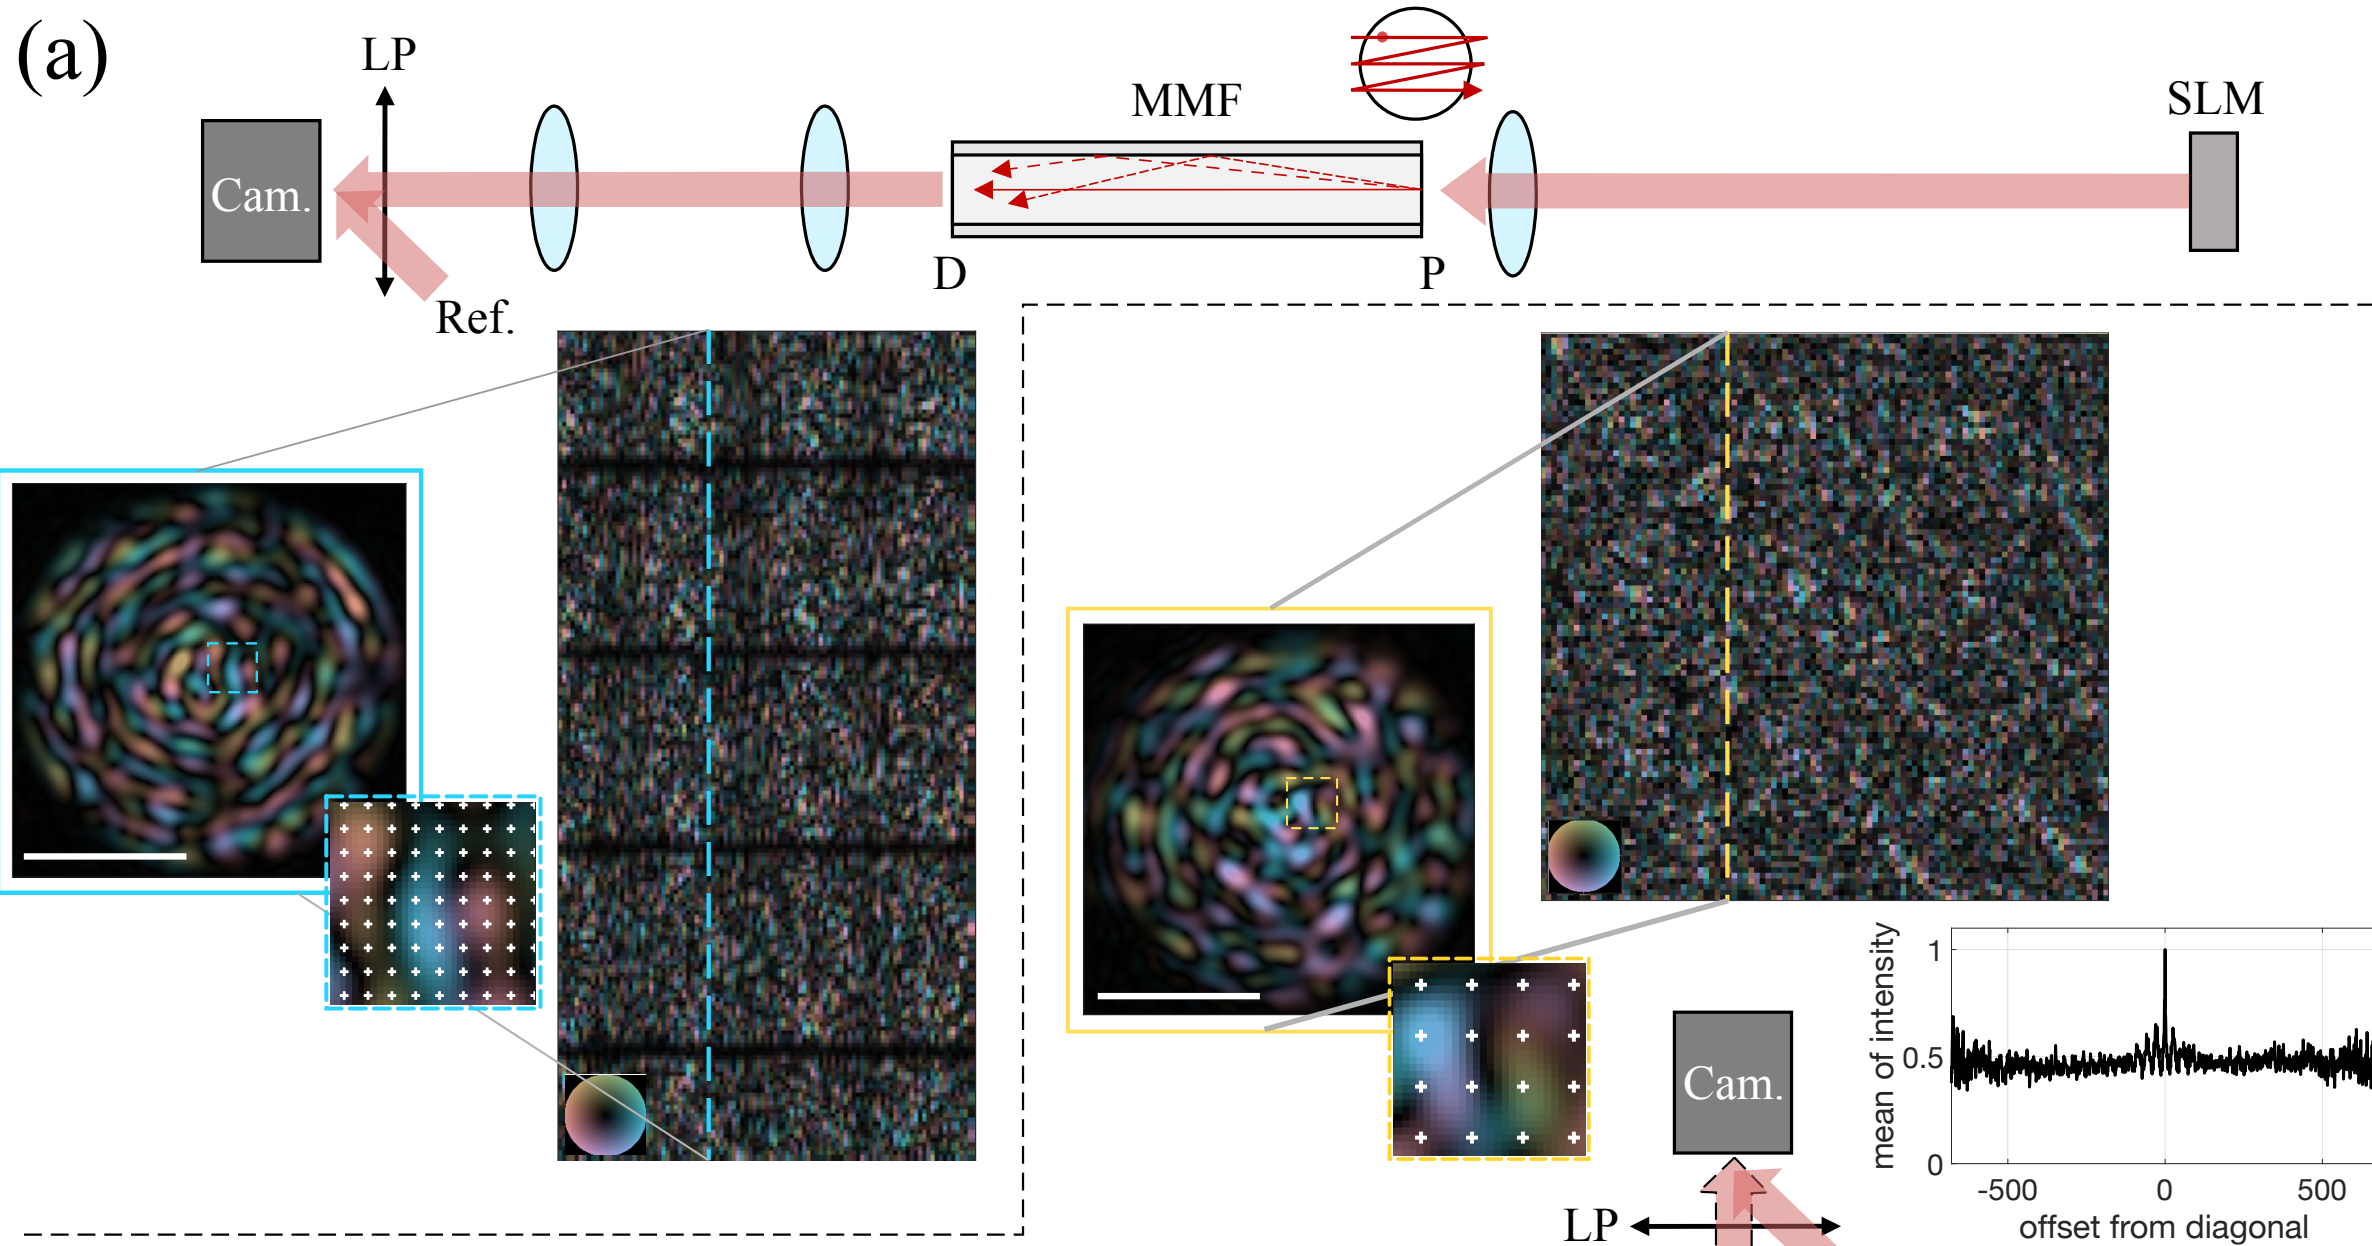 (a)
LP
MMF
SLM
Cam.
D
P
Ref.
mean of intensity
1
0.5
0
Cam.
-500
0
500
LP
offset from diagonal